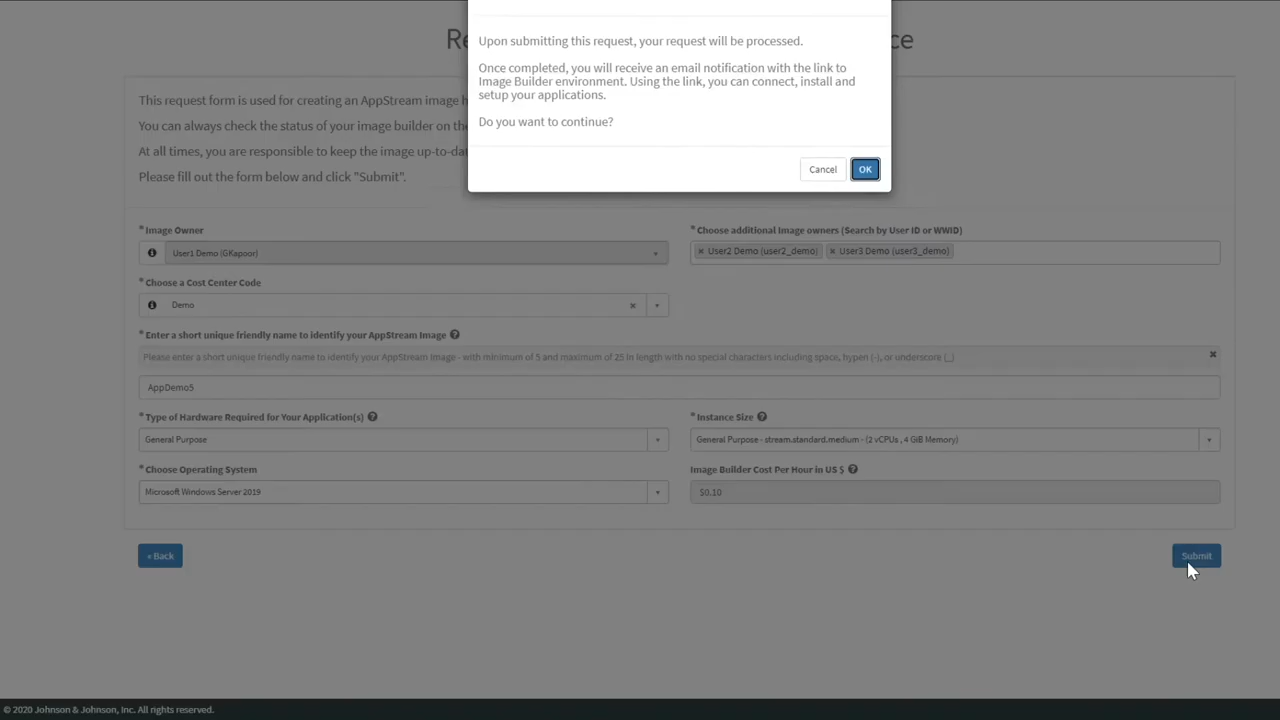 Re ce
Upon submitting this request, your request will be processed.
Once completed, you will receive an email notification with the link to
Image Builder environment. Using the link, you can connect, install and
setup your applications.
Do you want to continue?
Cancel OK
This request form is used for creating an AppStream image h
You can always check the status of your image builder on the
At all times, you are responsible to keep the image up-to-da
Please fill out the form below and click "Submit".
* Image Owner
User1 Demo (GKapoor)
* Choose additional Image owners (Search by User ID or WWID)
× User2 Demo (user2_demo) × User3 Demo (user3_demo)
* Choose a Cost Center Code
Demo ×
* Enter a short unique friendly name to identify your AppStream Image
Please enter a short unique friendly name to identify your AppStream Image - with minimum of 5 and maximum of 25 in length with no special charactars including space, hypen (-), or underscore (_) ×
AppDemo5
* Type of Hardware Required for Your Application(s)
General Purpose
* Instance Size
General Purpose - stream.standard.medium - (2 vCPUs , 4 GiB Memory)
* Choose Operating System
Microsoft Windows Server 2019
Image Builder Cost Per Hour in US $
$0.10
« Back
Submit
© 2020 Johnson & Johnson, Inc. All rights reserved.